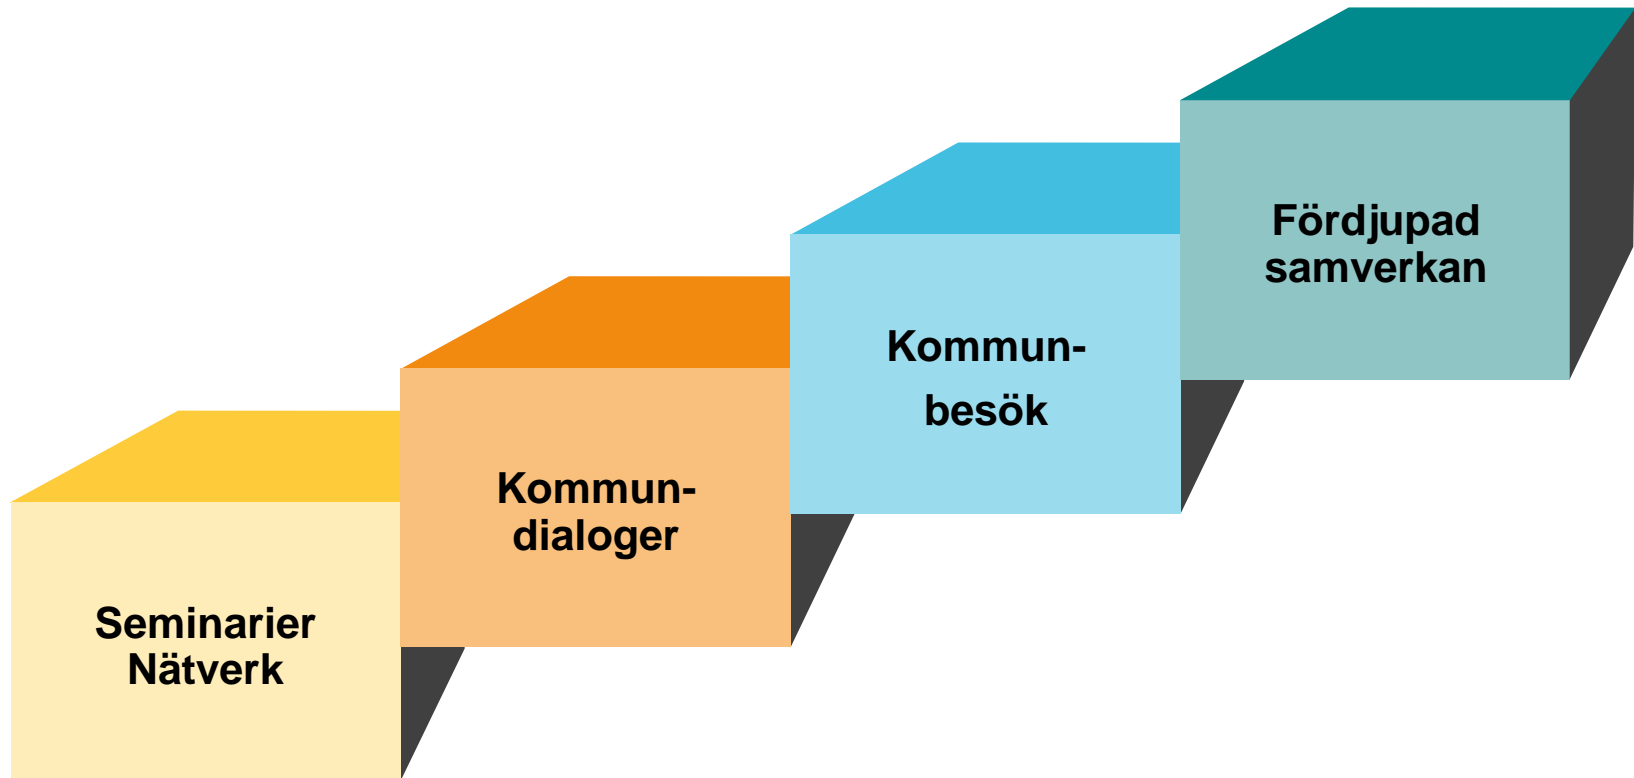 Seminarier
Nätverk
Kommun-
dialoger
Kommun-
besök
Fördjupad
samverkan